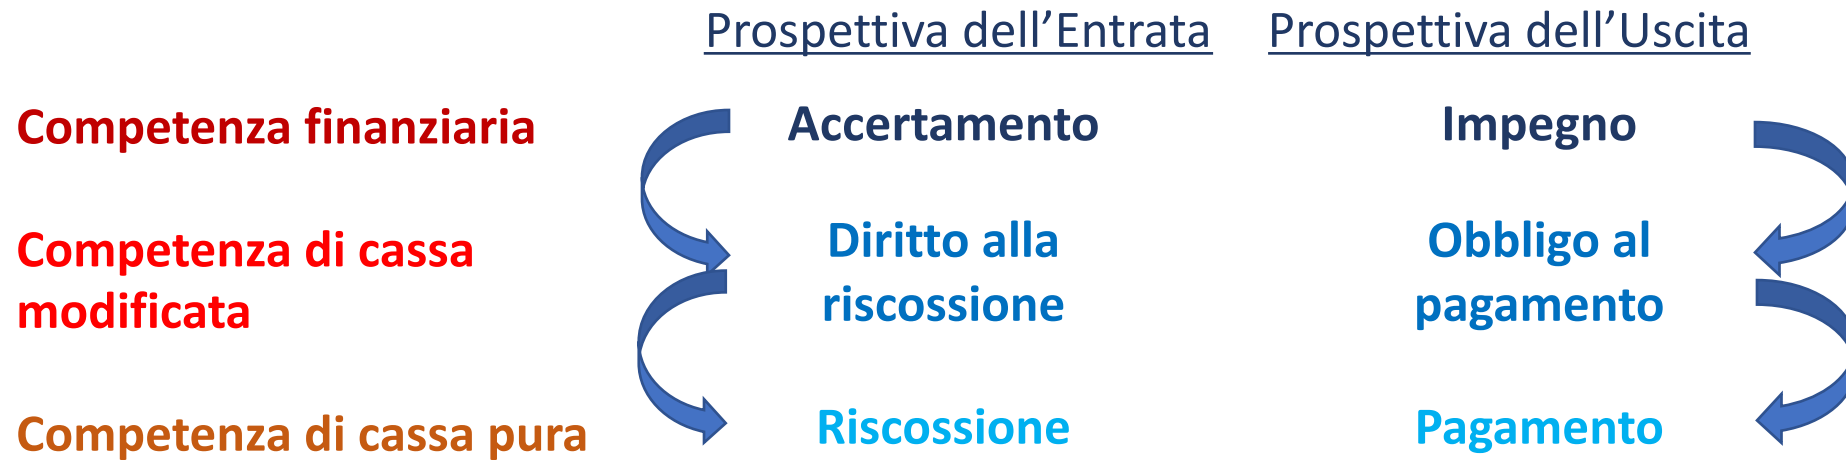 Prospettiva dell’Entrata Prospettiva dell’Uscita
Competenza finanziaria Accertamento Impegno
Competenza di cassa modificata Diritto alla riscossione Obbligo al pagamento
Competenza di cassa pura Riscossione Pagamento